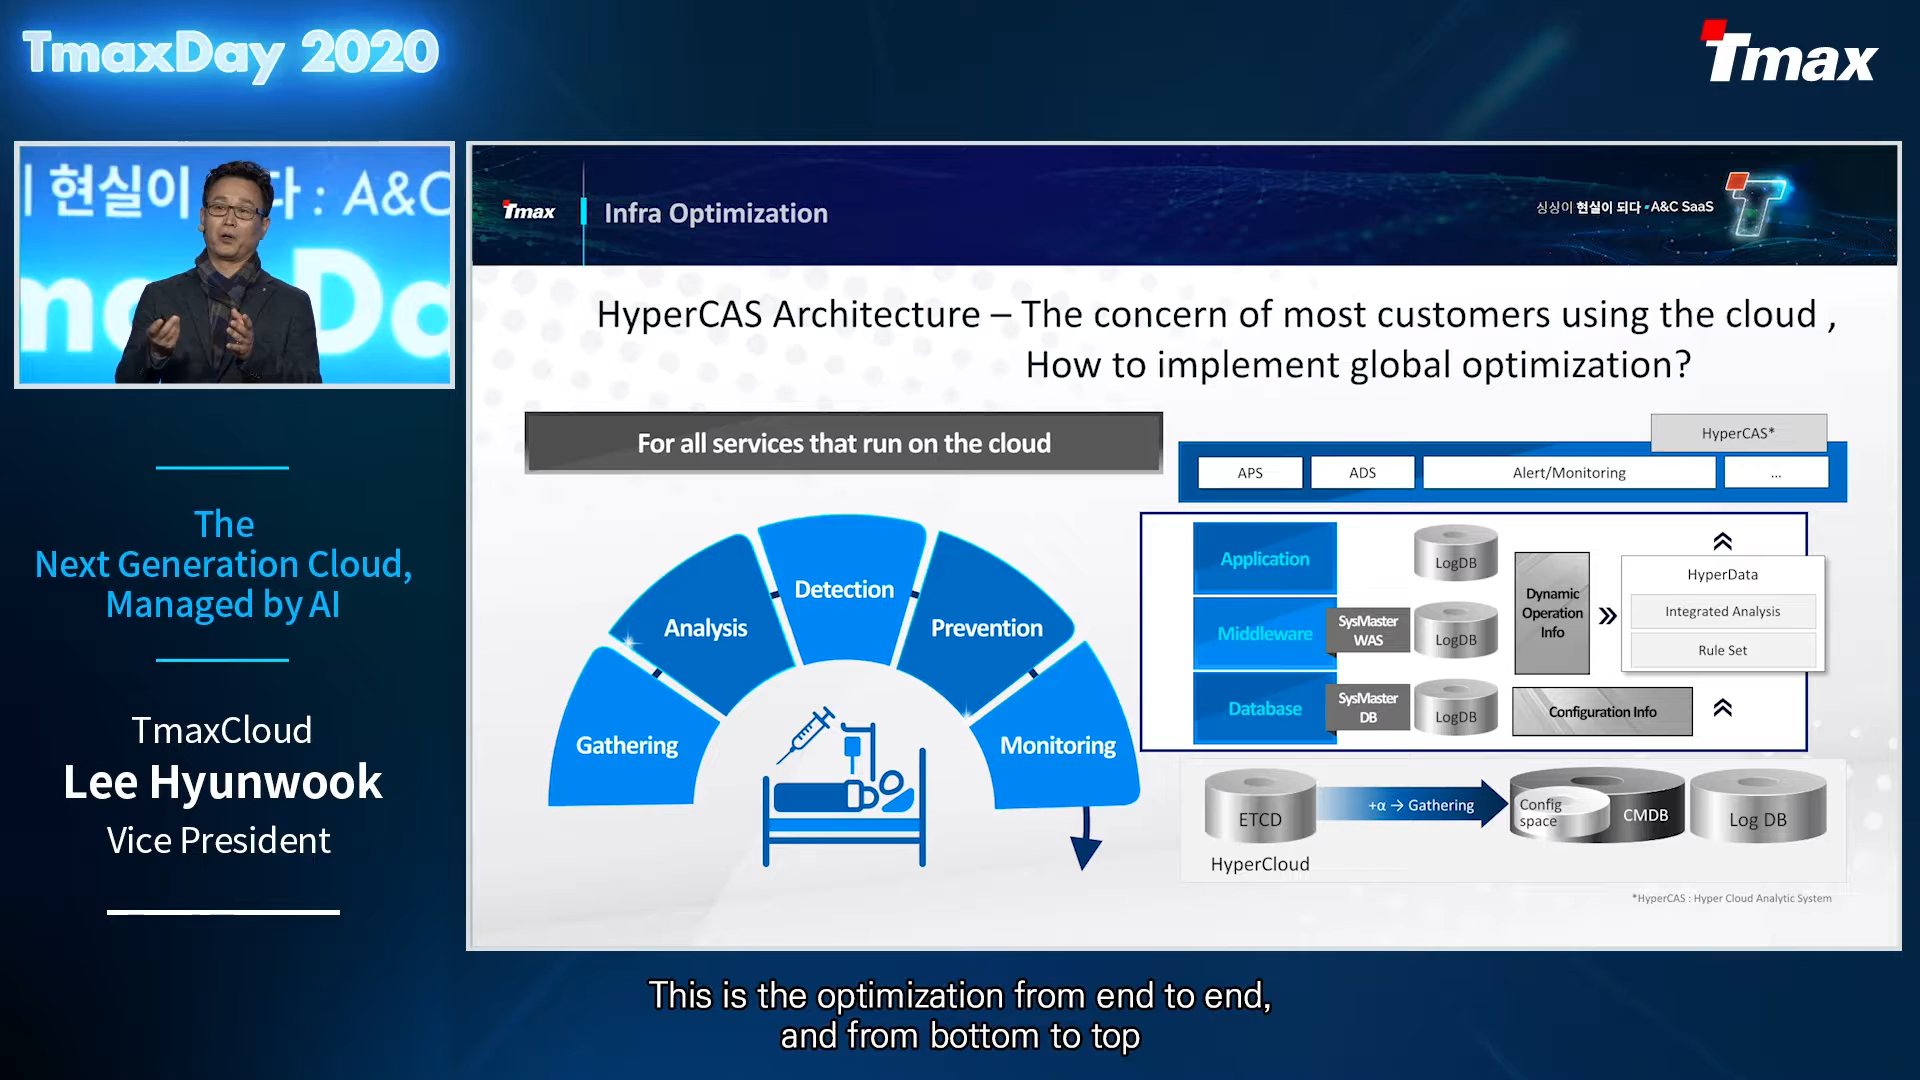 TmaxDay 2020
Tmax
현실이 되다 : A&C
The
Next Generation Cloud,
Managed by AI
TmaxCloud
Lee Hyunwook
Vice President
Tmax
Infra Optimization
현실이 되다 · A&C SaaS
HyperCAS Architecture – The concern of most customers using the cloud ,
How to implement global optimization?
For all services that run on the cloud
Gathering
Analysis
Detection
Prevention
Monitoring
HyperCAS*
APS
ADS
Alert/Monitoring
...
Application
LogDB
Middleware
SysMaster
WAS
LogDB
Database
SysMaster
DB
LogDB
Dynamic
Operation
Info
Configuration Info
HyperData
Integrated Analysis
Rule Set
ETCD
HyperCloud
+α → Gathering
Config
space
CMDB
Log DB
*HyperCAS : Hyper Cloud Analytic System
This is the optimization from end to end,
and from bottom to top